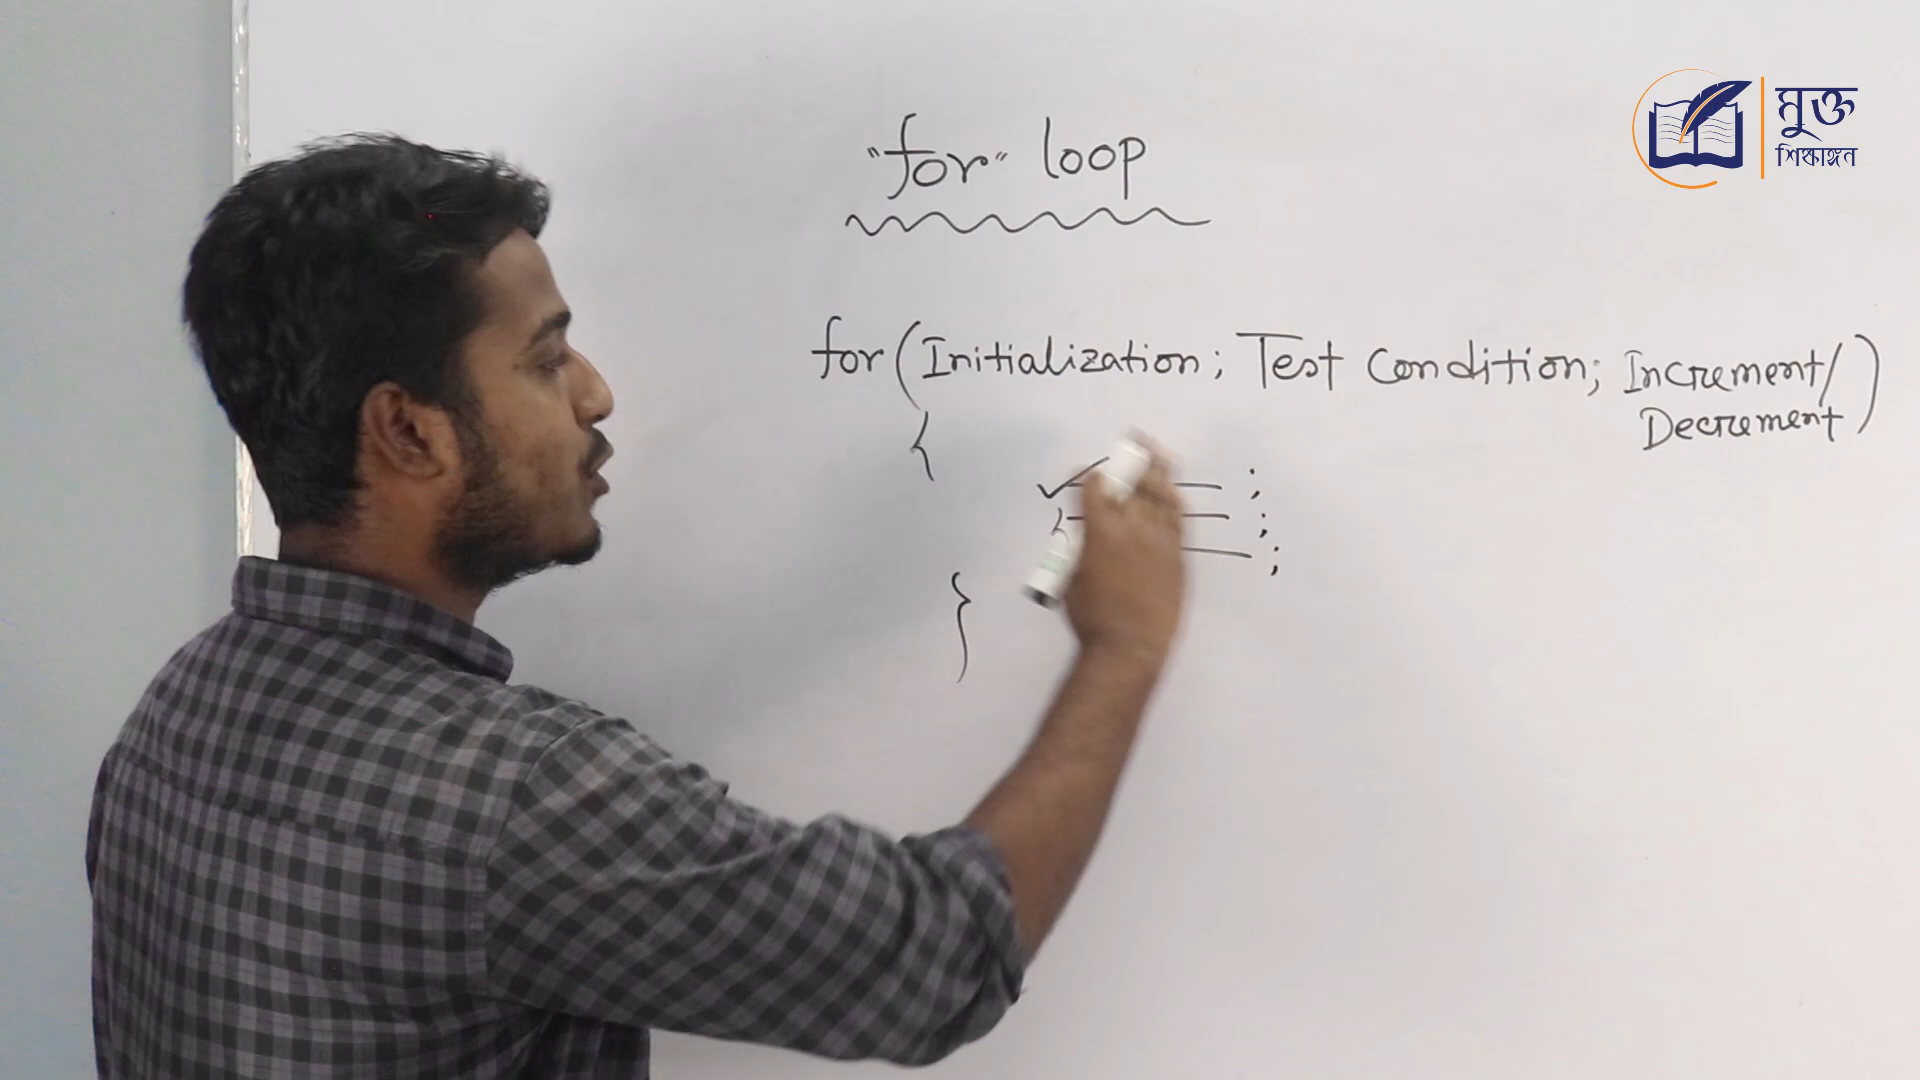 মুক্ত
শিক্ষাঙ্গন
"for" loop
for (Initialization; Test Condition; Increment/
Decrement)
{
;
;
;
}